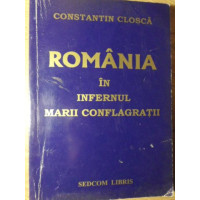 CONSTANTIN CLOSCĂ
ROMÂNIA
ÎN
INFERNUL
MARII CONFLAGRAȚII
SEDCOM LIBRIS